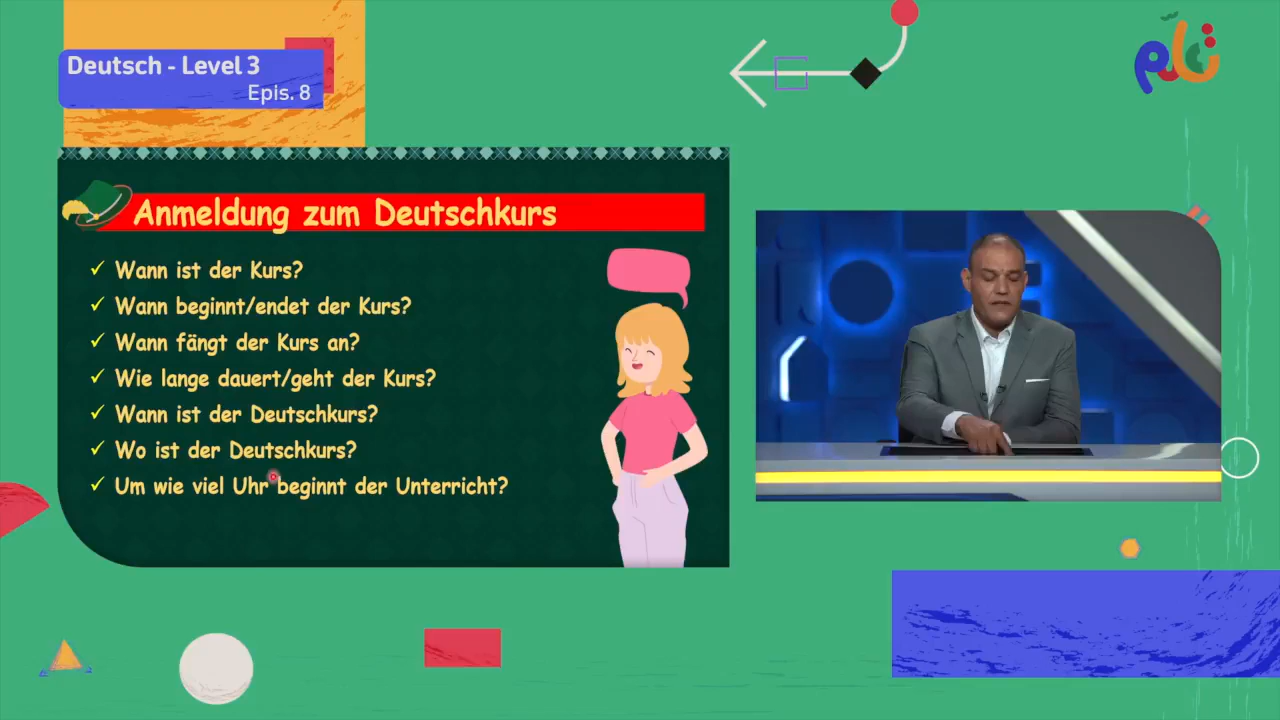 Deutsch - Level 3
Epis. 8
Anmeldung zum Deutschkurs
✓ Wann ist der Kurs?
✓ Wann beginnt/endet der Kurs?
✓ Wann fängt der Kurs an?
✓ Wie lange dauert/geht der Kurs?
✓ Wann ist der Deutschkurs?
✓ Wo ist der Deutschkurs?
✓ Um wie viel Uhr beginnt der Unterricht?